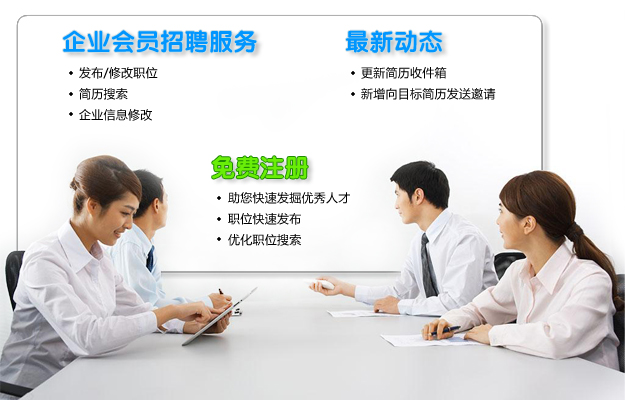 企业会员招聘服务
• 发布/修改职位
• 简历搜索
• 企业信息修改
最新动态
• 更新简历收件箱
• 新增向目标简历发送邀请
免费注册
• 助您快速发掘优秀人才
• 职位快速发布
• 优化职位搜索